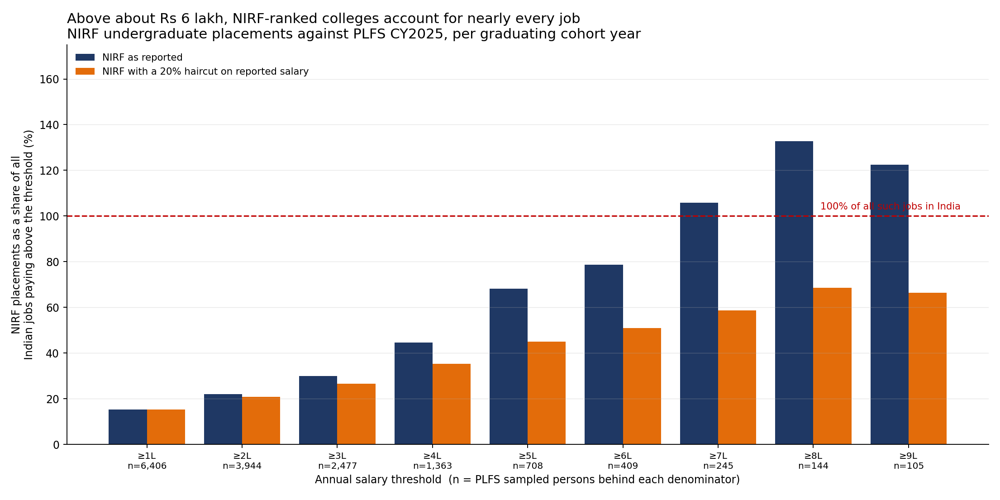 Above about Rs 6 lakh, NIRF-ranked colleges account for nearly every job
NIRF undergraduate placements against PLFS CY2025, per graduating cohort year
NIRF as reported
NIRF with a 20% haircut on reported salary
NIRF placements as a share of all
Indian jobs paying above the threshold (%)
160
140
120
100
80
60
40
20
0
100% of all such jobs in India
≥1L
n=6,406
≥2L
n=3,944
≥3L
n=2,477
≥4L
n=1,363
≥5L
n=708
≥6L
n=409
≥7L
n=245
≥8L
n=144
≥9L
n=105
Annual salary threshold (n = PLFS sampled persons behind each denominator)